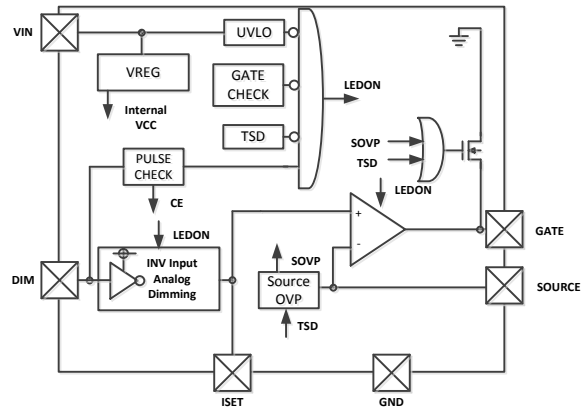 VIN
UVLO
VREG
GATE
CHECK
LEDON
Internal
VCC
TSD
SOVP
TSD
PULSE
CHECK
LEDON
CE
LEDON
+
-
GATE
INV Input
Analog
Dimming
DIM
SOVP
Source
OVP
SOURCE
TSD
ISET
GND